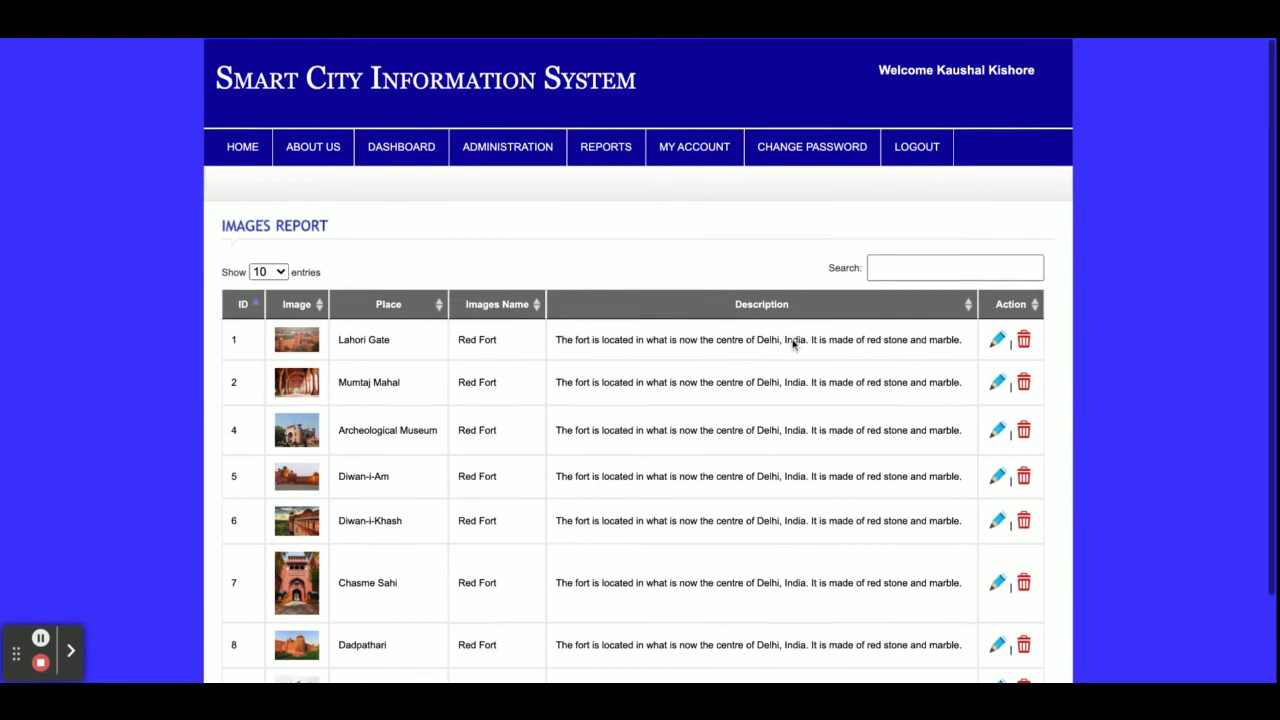 Smart City Information System
Welcome Kaushal Kishore
HOME ABOUT US DASHBOARD ADMINISTRATION REPORTS MY ACCOUNT CHANGE PASSWORD LOGOUT
IMAGES REPORT
Show 10 entries Search:
ID Image Place Images Name Description Action
1 Lahori Gate Red Fort The fort is located in what is now the centre of Delhi, India. It is made of red stone and marble. |
2 Mumtaj Mahal Red Fort The fort is located in what is now the centre of Delhi, India. It is made of red stone and marble. |
4 Archeological Museum Red Fort The fort is located in what is now the centre of Delhi, India. It is made of red stone and marble. |
5 Diwan-i-Am Red Fort The fort is located in what is now the centre of Delhi, India. It is made of red stone and marble. |
6 Diwan-i-Khash Red Fort The fort is located in what is now the centre of Delhi, India. It is made of red stone and marble. |
7 Chasme Sahi Red Fort The fort is located in what is now the centre of Delhi, India. It is made of red stone and marble. |
8 Dadpathari Red Fort The fort is located in what is now the centre of Delhi, India. It is made of red stone and marble. |